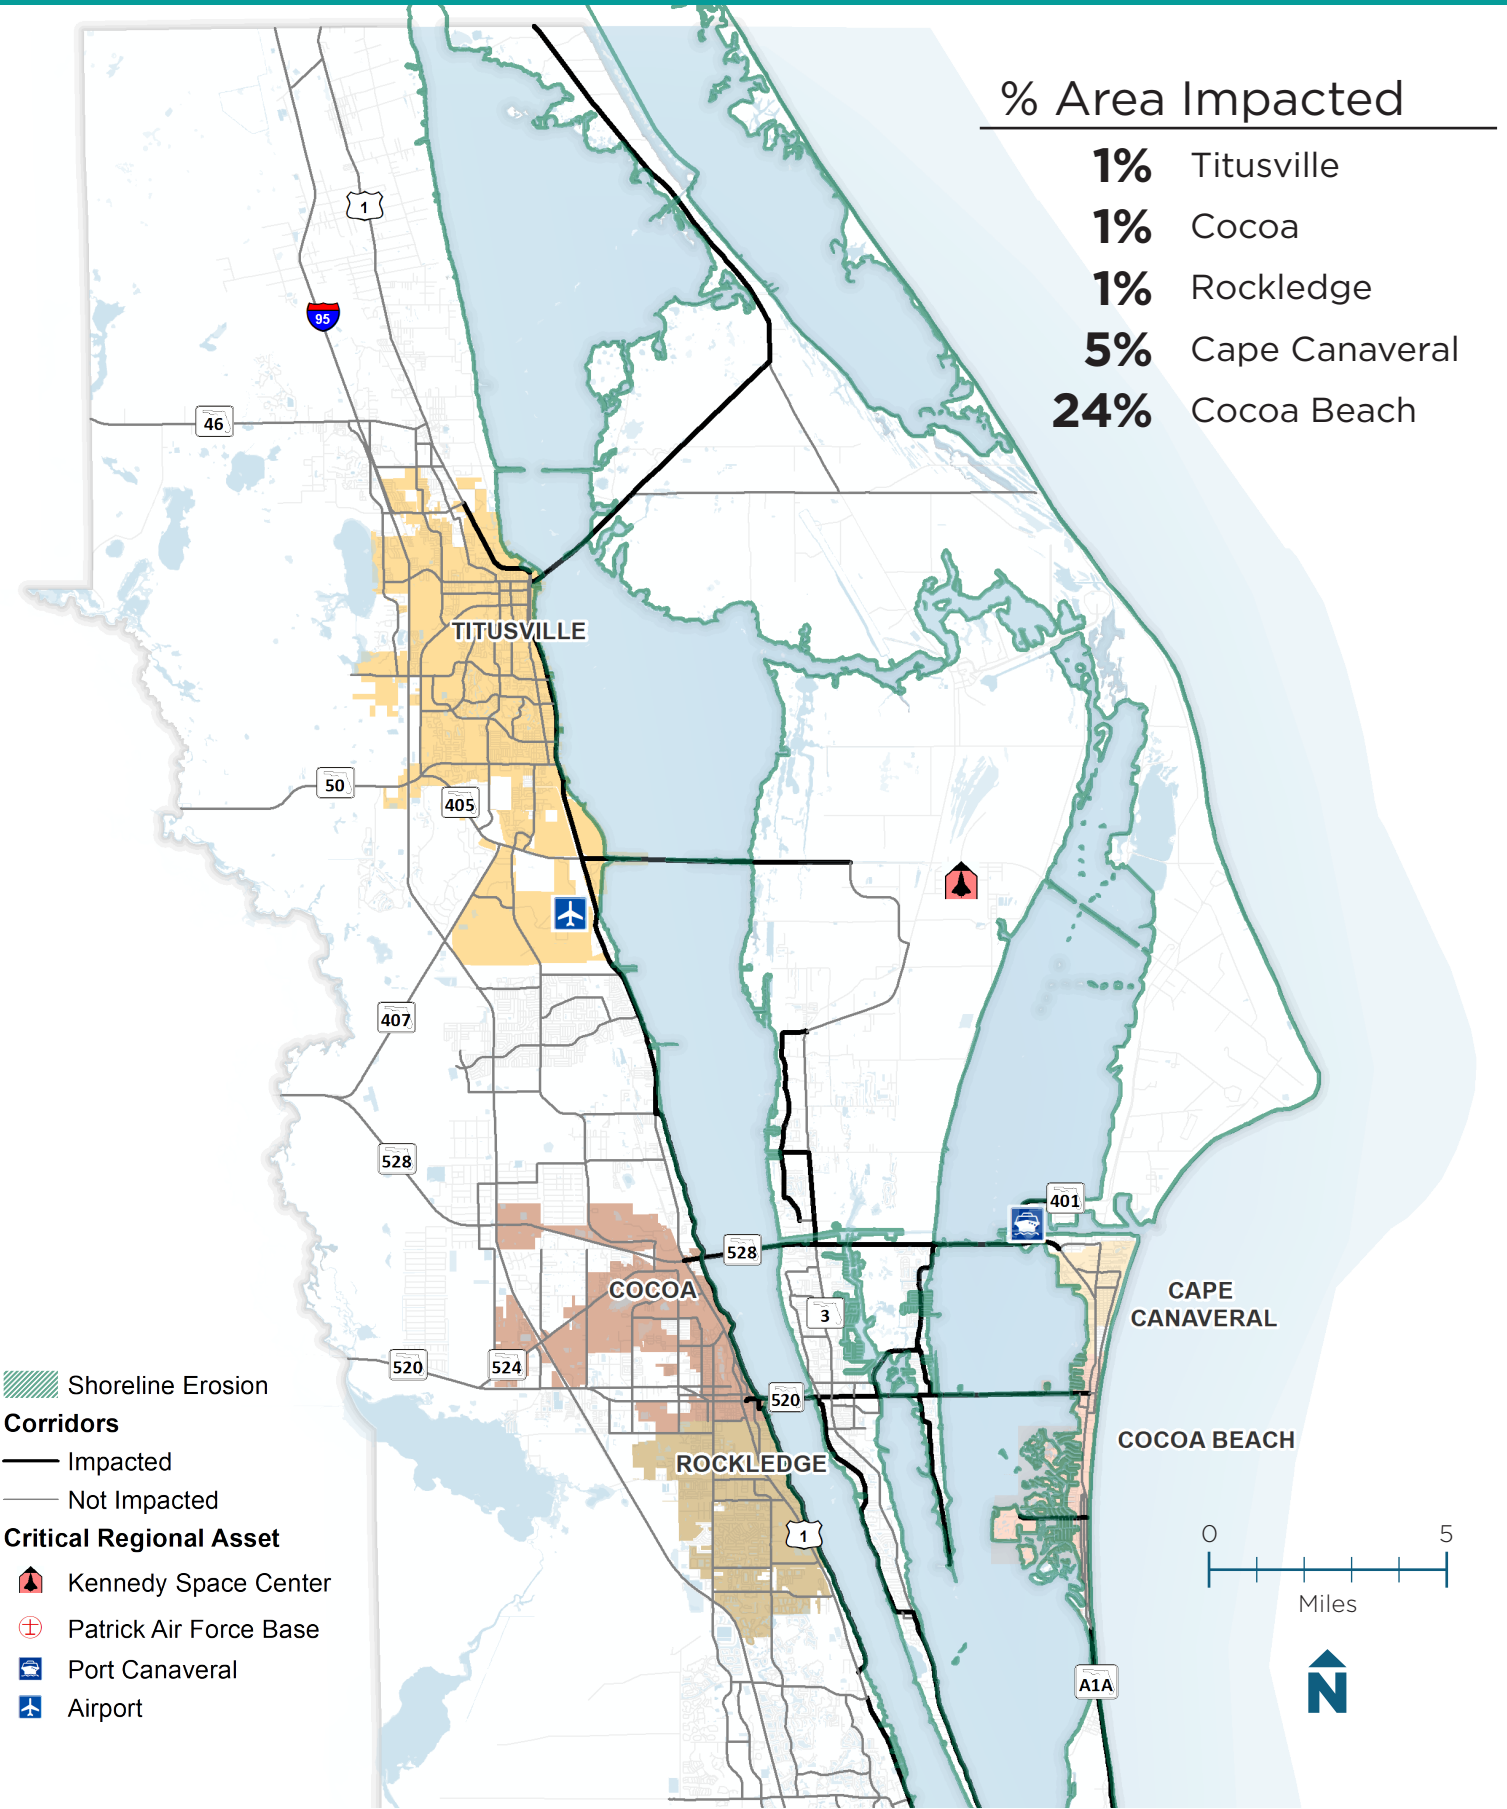 % Area Impacted
1% Titusville
1% Cocoa
1% Rockledge
5% Cape Canaveral
24% Cocoa Beach
1
95
46
TITUSVILLE
50
405
407
528
401
528
COCOA
CAPE
CANAVERAL
3
520
524
520
COCOA BEACH
ROCKLEDGE
1
A1A
Shoreline Erosion
Corridors
Impacted
Not Impacted
Critical Regional Asset
Kennedy Space Center
Patrick Air Force Base
Port Canaveral
Airport
0 5
Miles
N